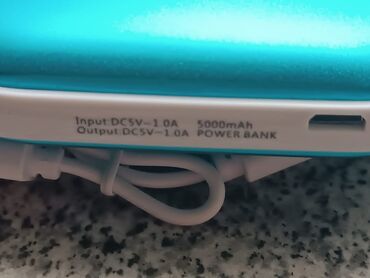 Input:DC5V-1.0A 5000mAh
Output:DC5V-1.0A POWER BANK